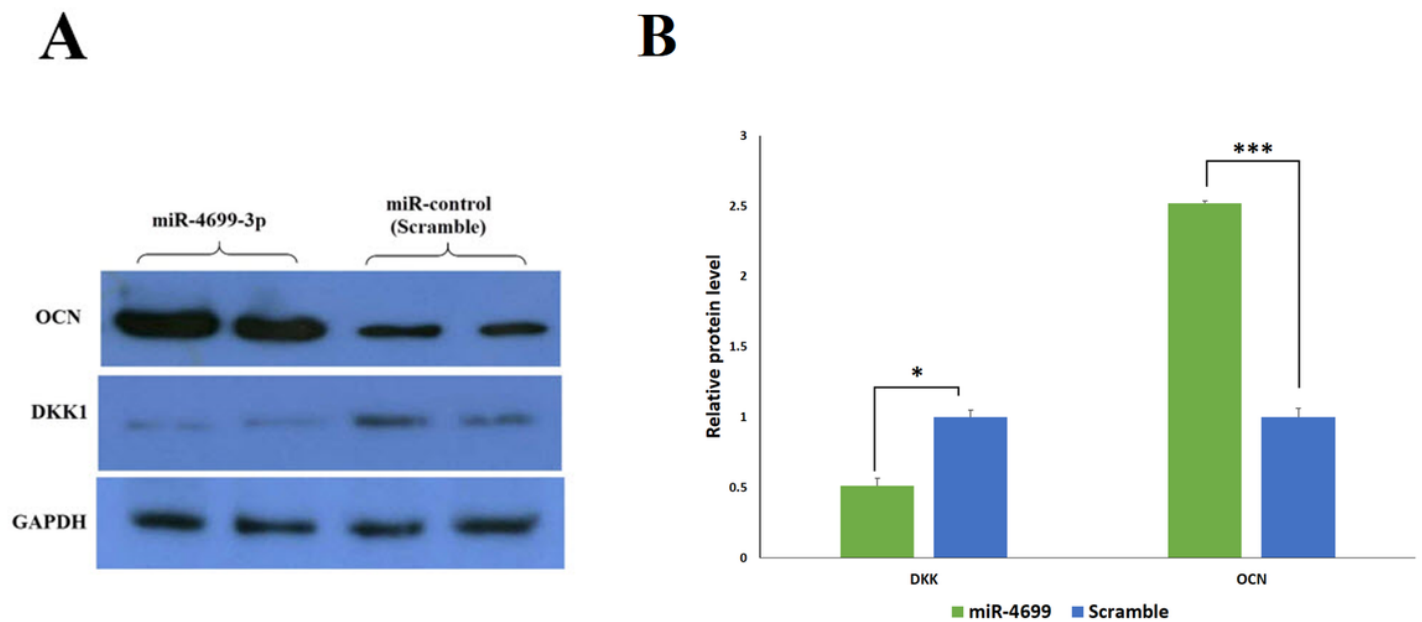 A
B
miR-4699-3p
miR-control
(Scramble)
OCN
DKK1
GAPDH
Relative protein level
3
2.5
2
1.5
1
0.5
0
*
***
DKK
OCN
miR-4699
Scramble